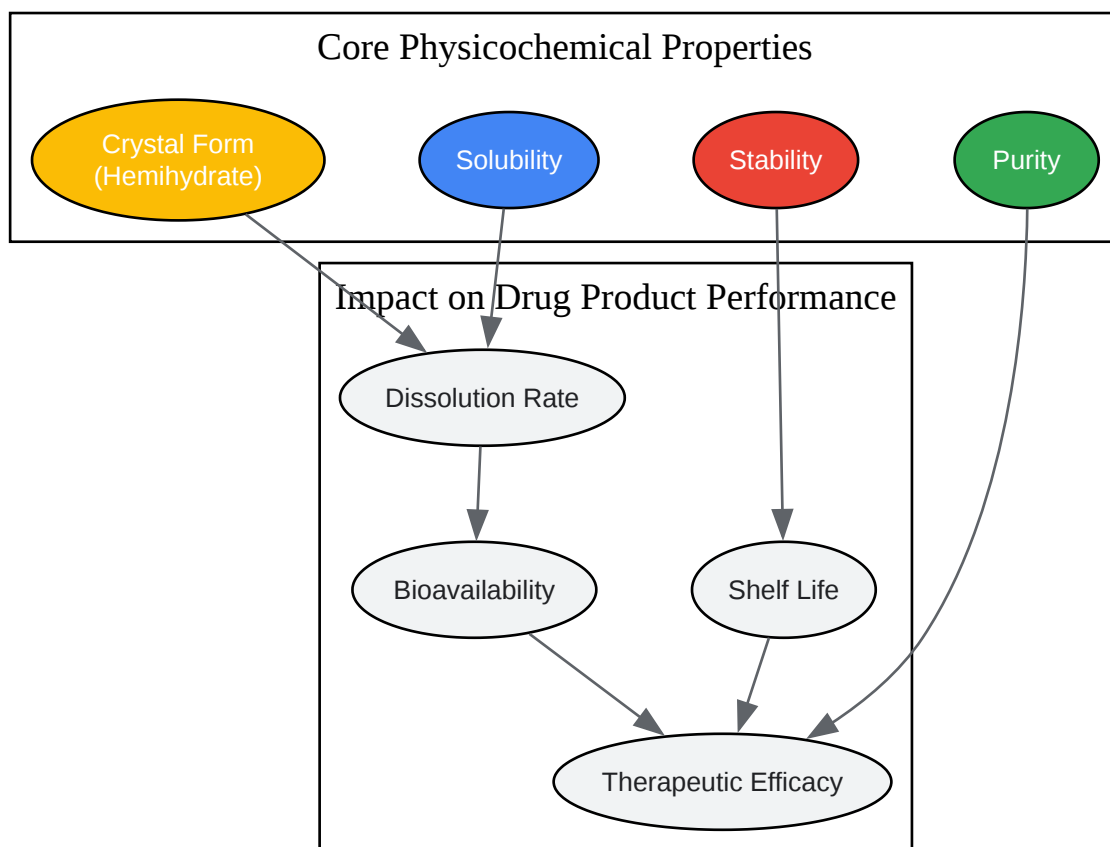 Core Physicochemical Properties
Crystal Form
(Hemihydrate)
Solubility
Stability
Purity
Impact on Drug Product Performance
Dissolution Rate
Bioavailability
Shelf Life
Therapeutic Efficacy